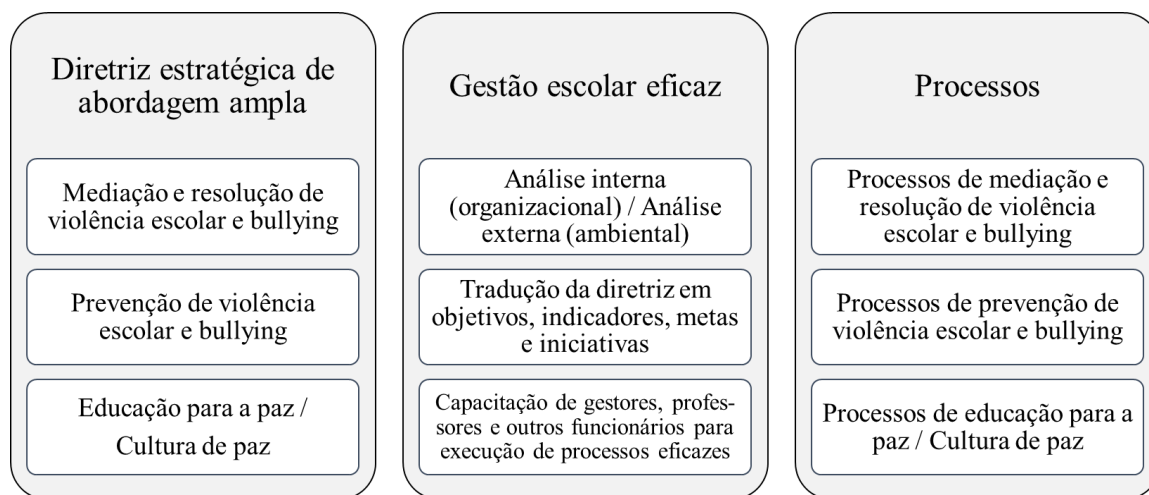 Diretriz estratégica de
abordagem ampla
Mediação e resolução de
violência escolar e bullying
Prevenção de violência
escolar e bullying
Educação para a paz /
Cultura de paz
Gestão escolar eficaz
Análise interna
(organizacional) / Análise
externa (ambiental)
Tradução da diretriz em
objetivos, indicadores, metas
e iniciativas
Capacitação de gestores, profes-
sores e outros funcionários para
execução de processos eficazes
Processos
Processos de mediação e
resolução de violência
escolar e bullying
Processos de prevenção de
violência escolar e bullying
Processos de educação para a
paz / Cultura de paz